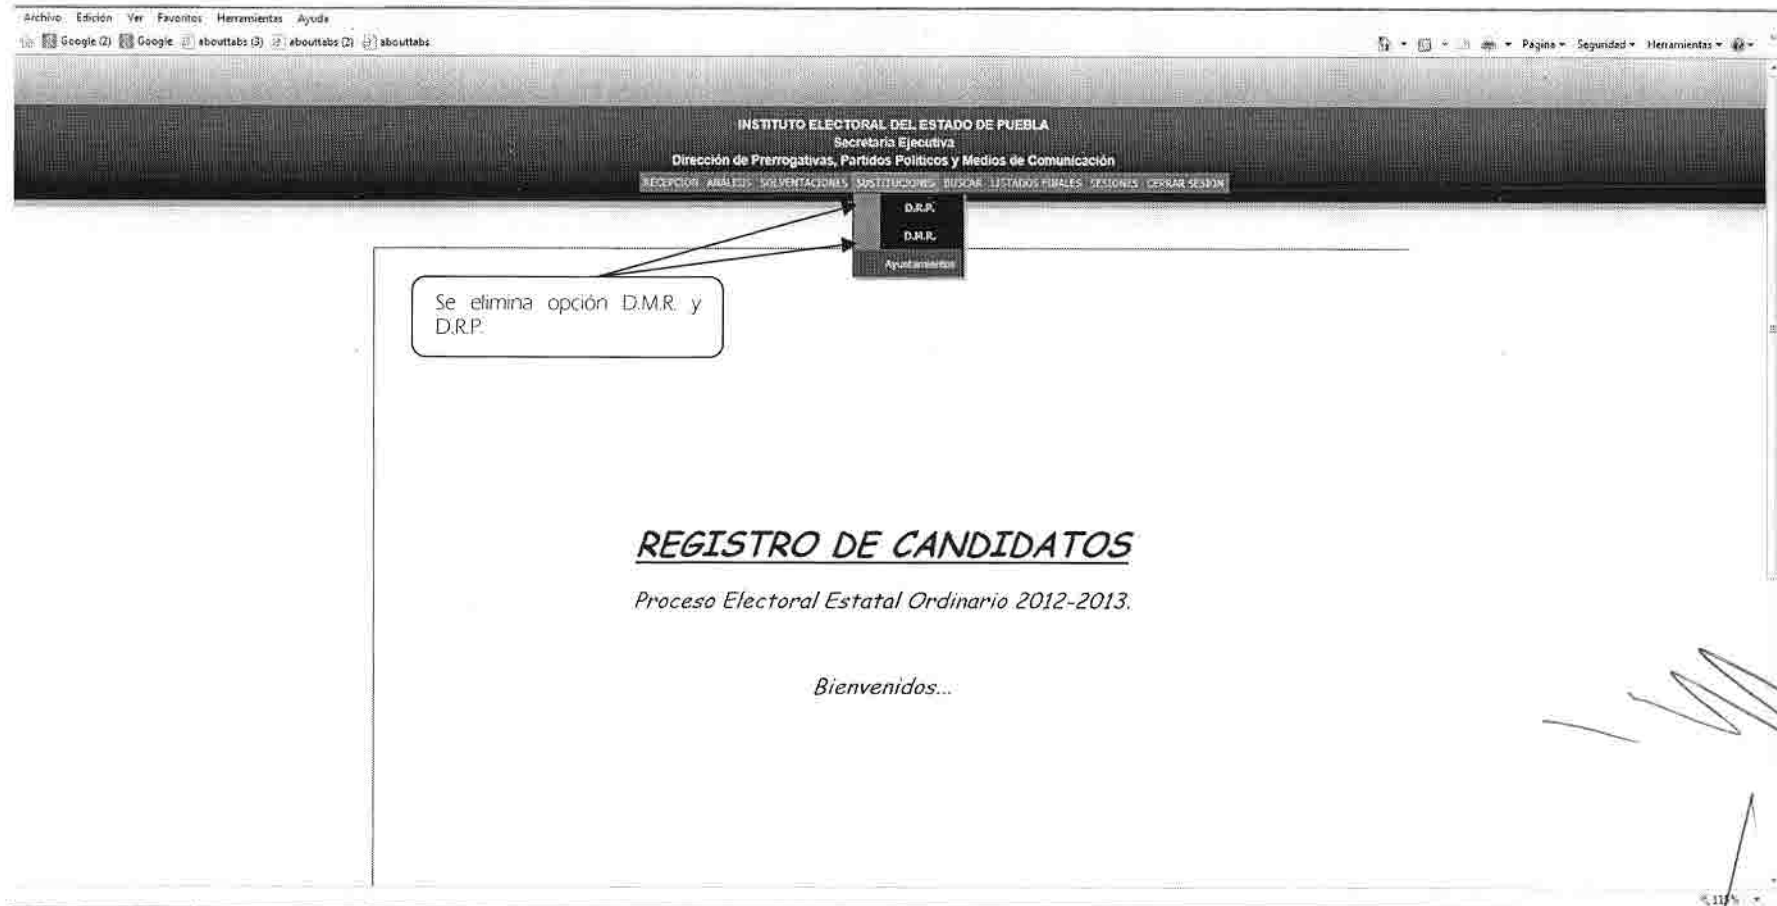 Archivo Edición Ver Favoritos Herramientas Ayuda
Google (2) Google abouttabs (3) abouttabs (2) abouttabs
Página Seguridad Herramientas
INSTITUTO ELECTORAL DEL ESTADO DE PUEBLA
Secretaría Ejecutiva
Dirección de Prerrogativas, Partidos Políticos y Medios de Comunicación
RECEPCION ANÁLISIS SOLVENTACIONES SUSTITUCIONES BUSCAR LISTADOS FINALES SESIONES CERRAR SESION
D.R.P.
D.M.R.
Ayuntamientos
Se elimina opción D.M.R. y
D.R.P.
REGISTRO DE CANDIDATOS
Proceso Electoral Estatal Ordinario 2012-2013.
Bienvenidos...